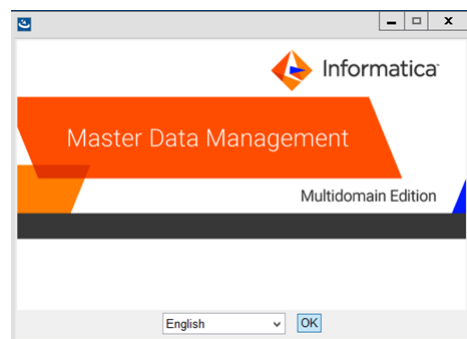 Informatica
Master Data Management
Multidomain Edition
English
OK